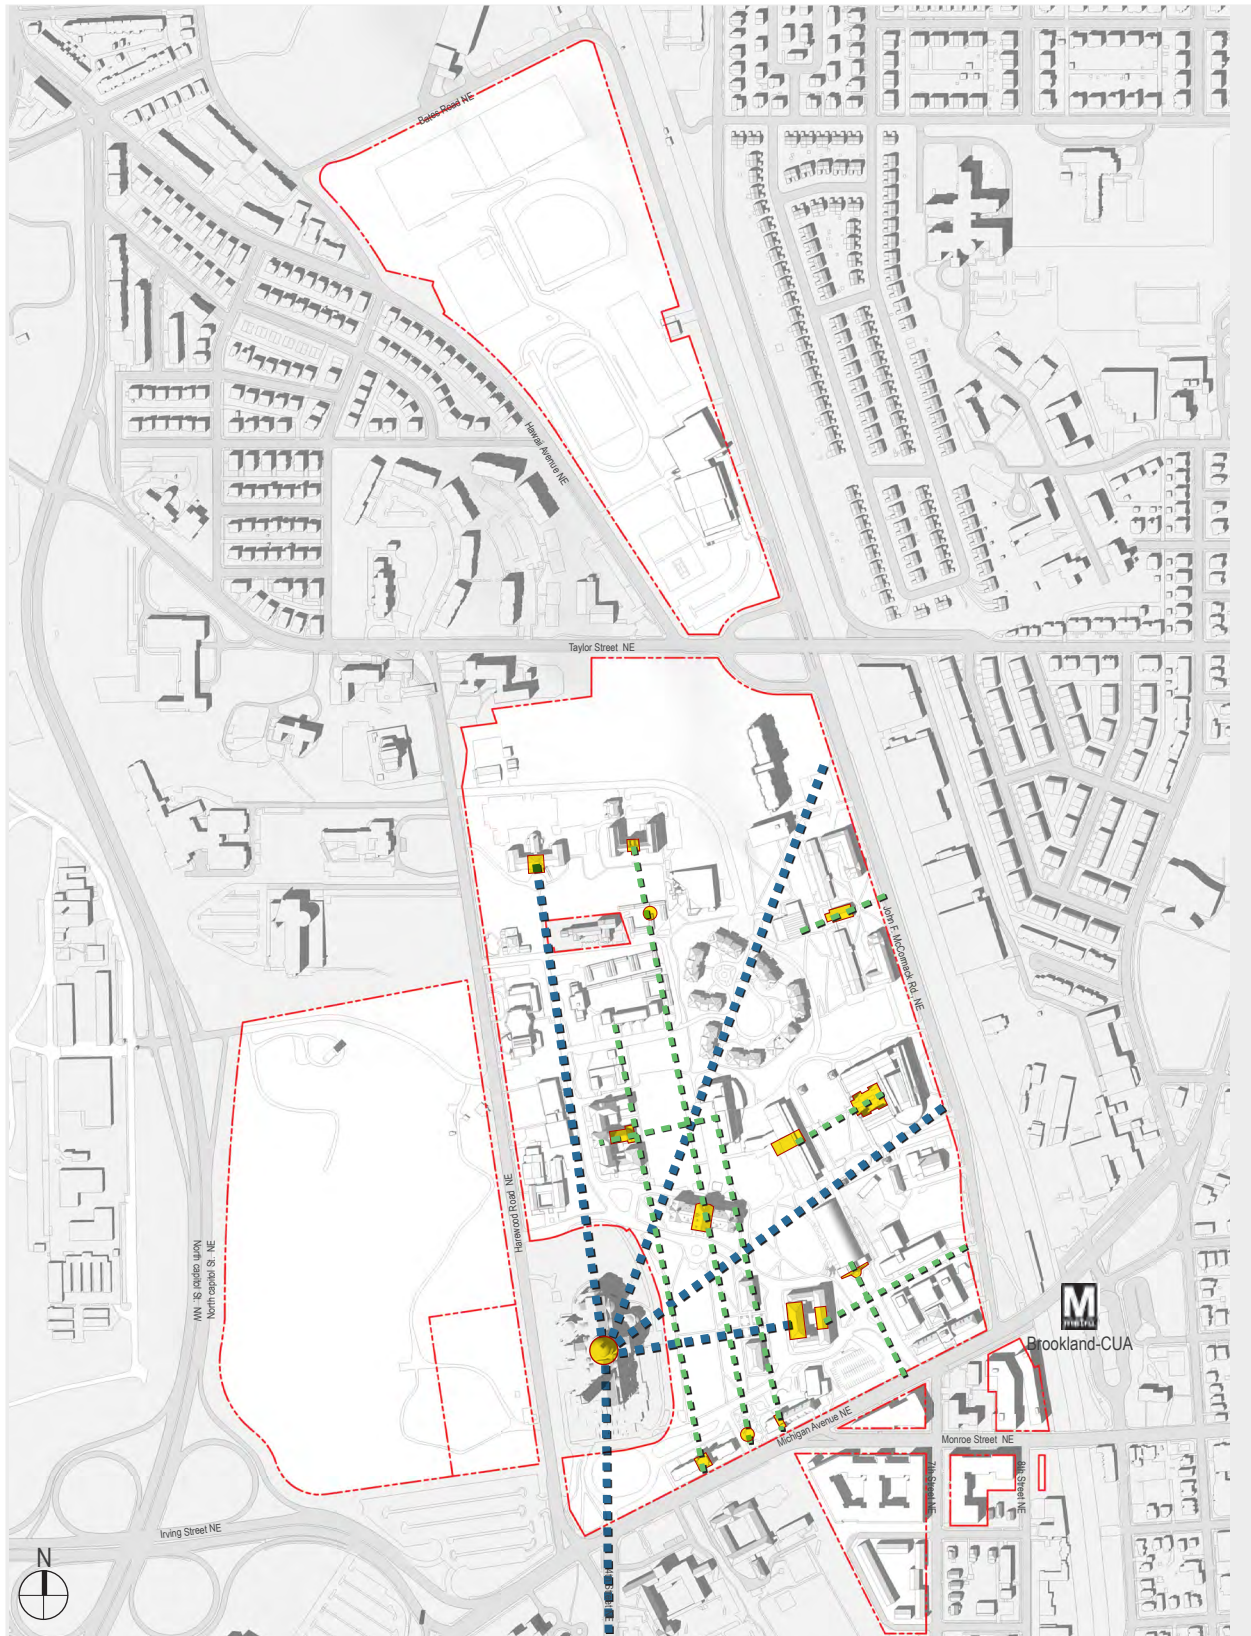 Bates Road NE
Hawaii Avenue NE
Taylor Street NE
John F. McCormack Rd. NE
Harewood Road NE
North capitol St. NE
North capitol St. NW
M
metro
Brookland-CUA
Michigan Avenue NE
Monroe Street NE
7th Street NE
8th Street NE
Irving Street NE
N